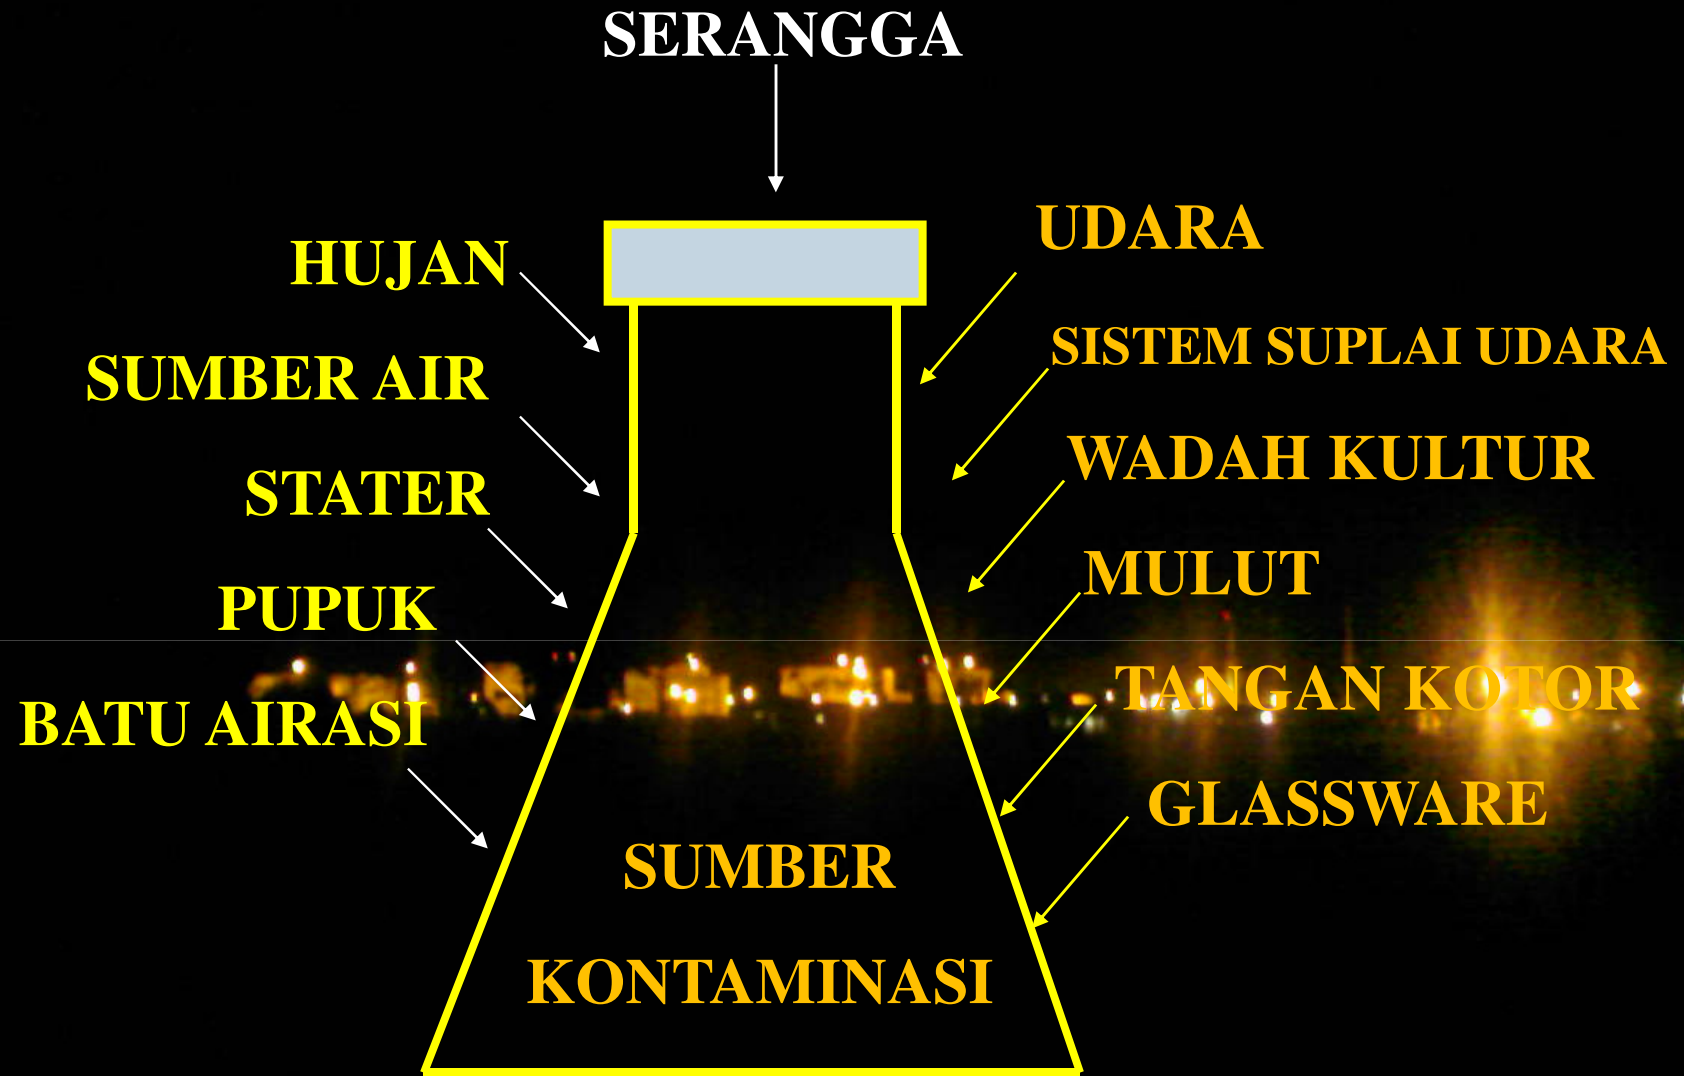 SERANGGA
HUJAN
SUMBER AIR
STATER
PUPUK
BATU AIRASI
UDARA
SISTEM SUPLAI UDARA
WADAH KULTUR
MULUT
TANGAN KOTOR
GLASSWARE
SUMBER
KONTAMINASI